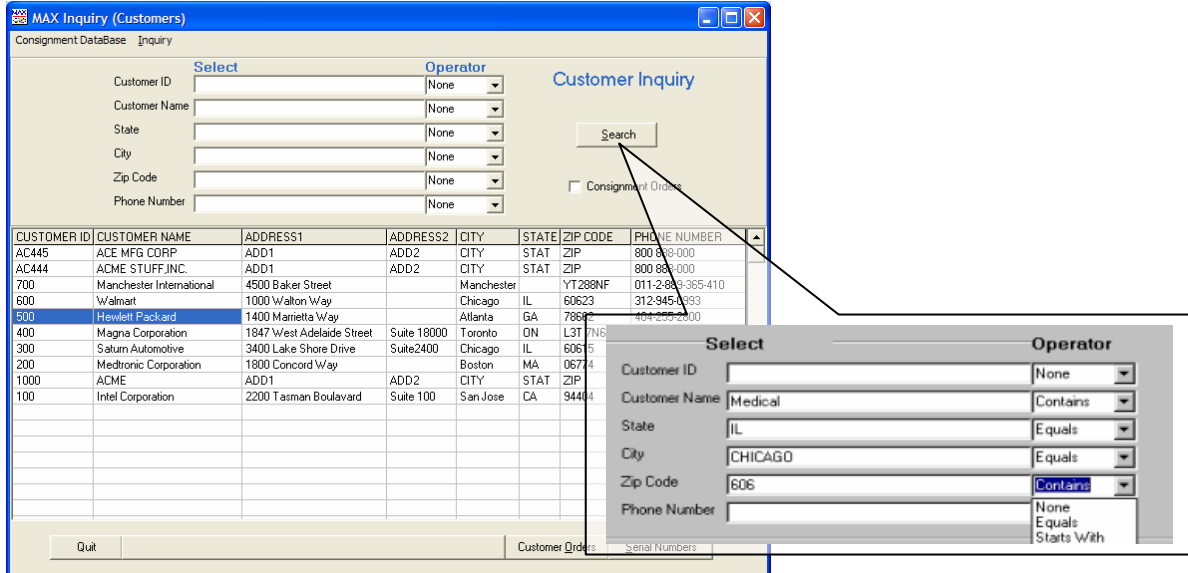 MAX Inquiry (Customers)
Consignment DataBase Inquiry
Select Operator
Customer Inquiry
Customer ID None
Customer Name None
State None
Search
City None
Zip Code None
Consignment Orders
Phone Number None
CUSTOMER ID CUSTOMER NAME ADDRESS1 ADDRESS2 CITY STATE ZIP CODE PHONE NUMBER
AC445 ACE MFG CORP ADD1 ADD2 CITY STAT ZIP 800 888-000
AC444 ACME STUFF,INC. ADD1 ADD2 CITY STAT ZIP 800 888-000
700 Manchester International 4500 Baker Street Manchester YT288NF 011-2-889-365-410
600 Walmart 1000 Walton Way Chicago IL 60623 312-945-0893
500 Hewlett Packard 1400 Marrietta Way Atlanta GA 78662 404-255-2800
400 Magna Corporation 1847 West Adelaide Street Suite 18000 Toronto ON L3T 7N6
300 Saturn Automotive 3400 Lake Shore Drive Suite2400 Chicago IL 60615
200 Medtronic Corporation 1800 Concord Way Boston MA 06774
1000 ACME ADD1 ADD2 CITY STAT ZIP
100 Intel Corporation 2200 Tasman Boulavard Suite 100 San Jose CA 94404
Quit Customer Orders Serial Numbers
Select Operator
Customer ID None
Customer Name Medical Contains
State IL Equals
City CHICAGO Equals
Zip Code 606 Contains
Phone Number None
Equals
Starts With